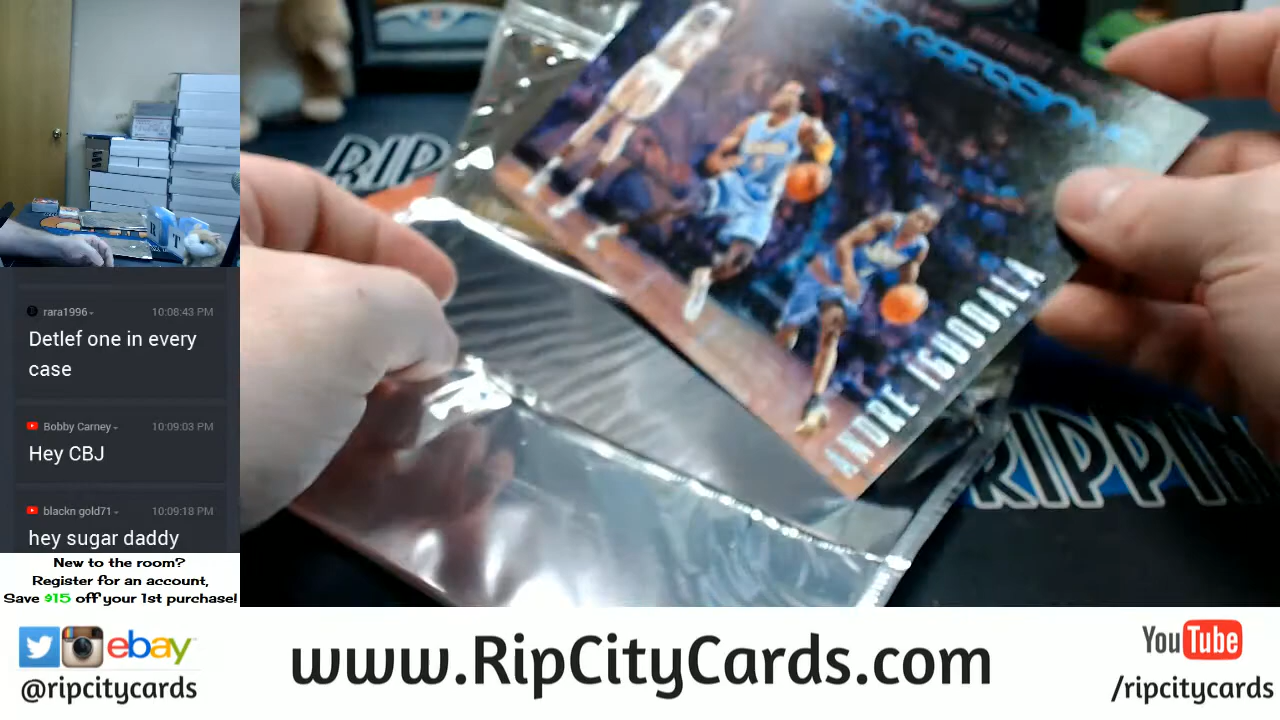 rara1996
10:08:43 PM
Detlef one in every
case
Bobby Carney
10:09:03 PM
Hey CBJ
blackn gold71
10:09:18 PM
hey sugar daddy
New to the room?
Register for an account,
Save $15 off your 1st purchase!
RIP
ANDRE IGUODALA
RIPPIN
ebay
@ripcitycards
www.RipCityCards.com
YouTube
/ripcitycards